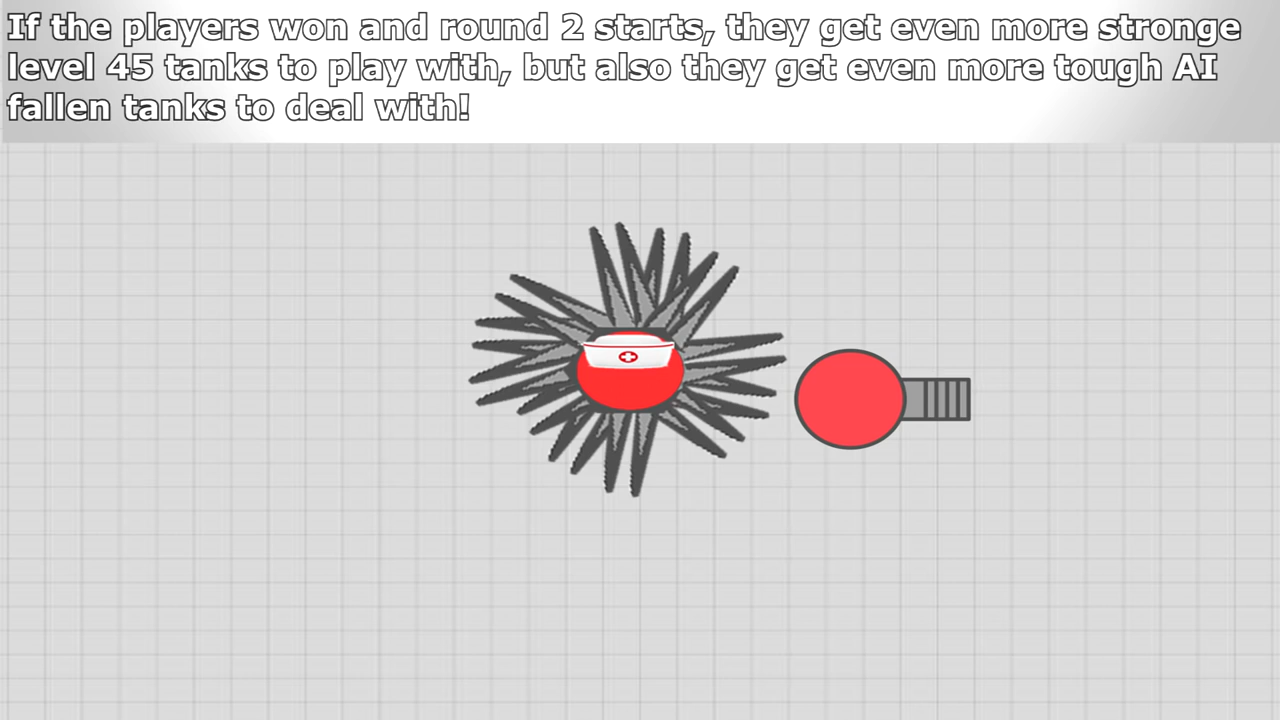 If the players won and round 2 starts, they get even more stronge
level 45 tanks to play with, but also they get even more tough AI
fallen tanks to deal with!